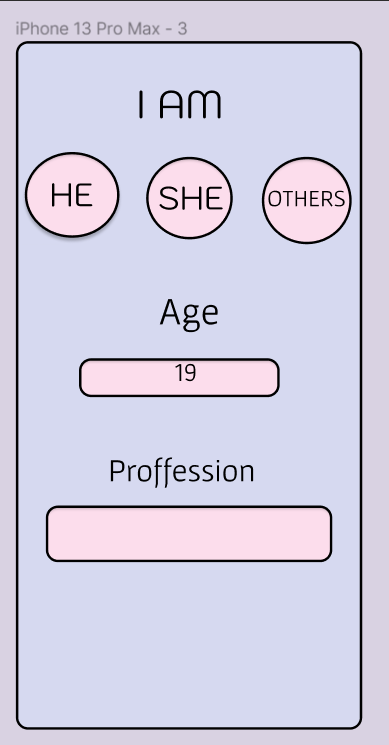 iPhone 13 Pro Max - 3
I AM
HE SHE OTHERS
Age
19
Proffession